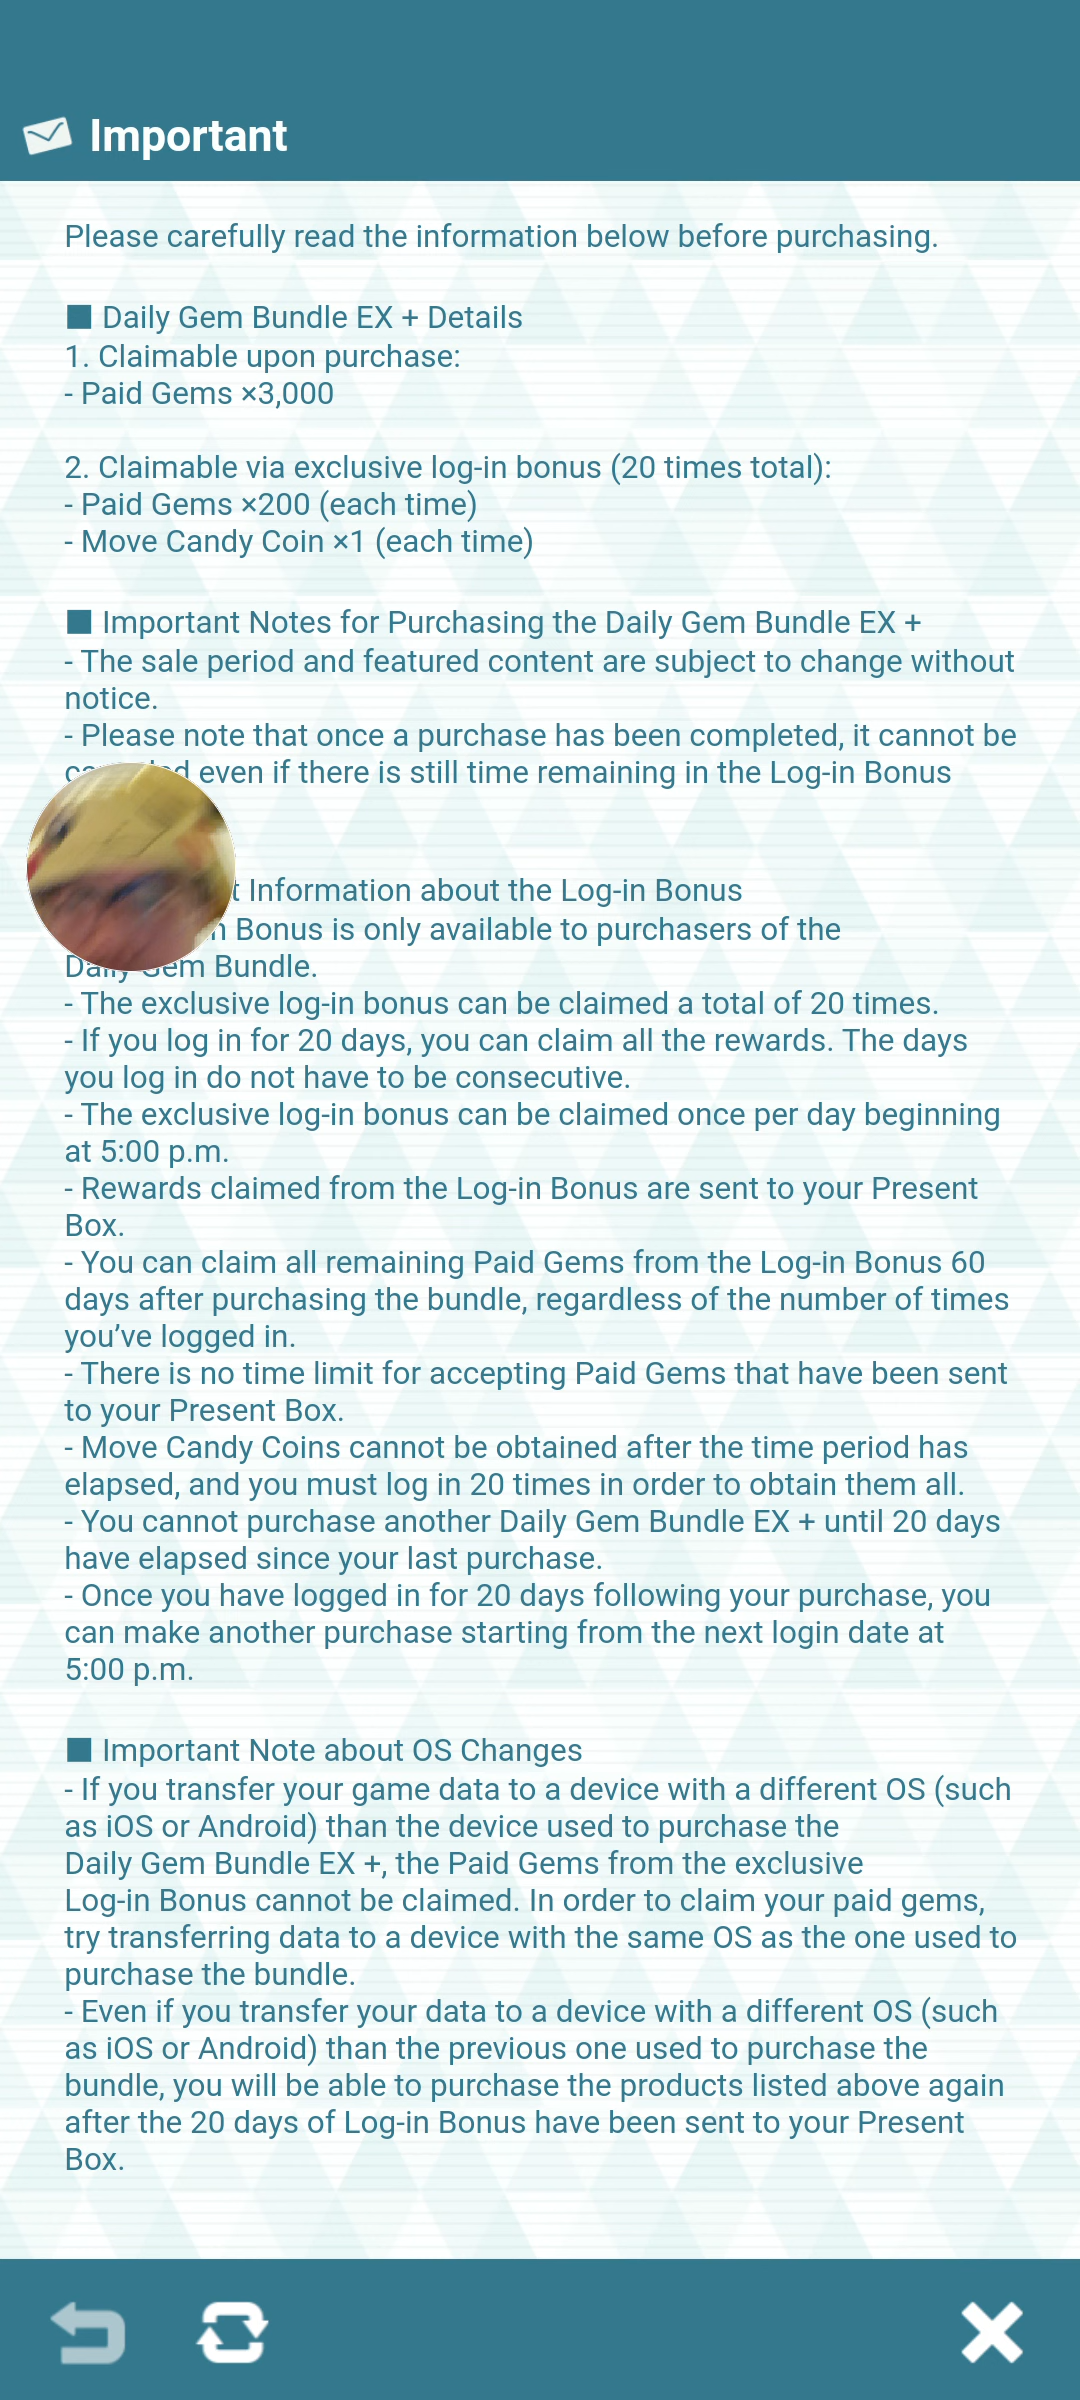 Important
Please carefully read the information below before purchasing.
■ Daily Gem Bundle EX + Details
1. Claimable upon purchase:
- Paid Gems ×3,000
2. Claimable via exclusive log-in bonus (20 times total):
- Paid Gems ×200 (each time)
- Move Candy Coin ×1 (each time)
■ Important Notes for Purchasing the Daily Gem Bundle EX +
- The sale period and featured content are subject to change without
notice.
- Please note that once a purchase has been completed, it cannot be
even if there is still time remaining in the Log-in Bonus
Information about the Log-in Bonus
Bonus is only available to purchasers of the
Daily Gem Bundle.
- The exclusive log-in bonus can be claimed a total of 20 times.
- If you log in for 20 days, you can claim all the rewards. The days
you log in do not have to be consecutive.
- The exclusive log-in bonus can be claimed once per day beginning
at 5:00 p.m.
- Rewards claimed from the Log-in Bonus are sent to your Present
Box.
- You can claim all remaining Paid Gems from the Log-in Bonus 60
days after purchasing the bundle, regardless of the number of times
you’ve logged in.
- There is no time limit for accepting Paid Gems that have been sent
to your Present Box.
- Move Candy Coins cannot be obtained after the time period has
elapsed, and you must log in 20 times in order to obtain them all.
- You cannot purchase another Daily Gem Bundle EX + until 20 days
have elapsed since your last purchase.
- Once you have logged in for 20 days following your purchase, you
can make another purchase starting from the next login date at
5:00 p.m.
■ Important Note about OS Changes
- If you transfer your game data to a device with a different OS (such
as iOS or Android) than the device used to purchase the
Daily Gem Bundle EX +, the Paid Gems from the exclusive
Log-in Bonus cannot be claimed. In order to claim your paid gems,
try transferring data to a device with the same OS as the one used to
purchase the bundle.
- Even if you transfer your data to a device with a different OS (such
as iOS or Android) than the previous one used to purchase the
bundle, you will be able to purchase the products listed above again
after the 20 days of Log-in Bonus have been sent to your Present
Box.